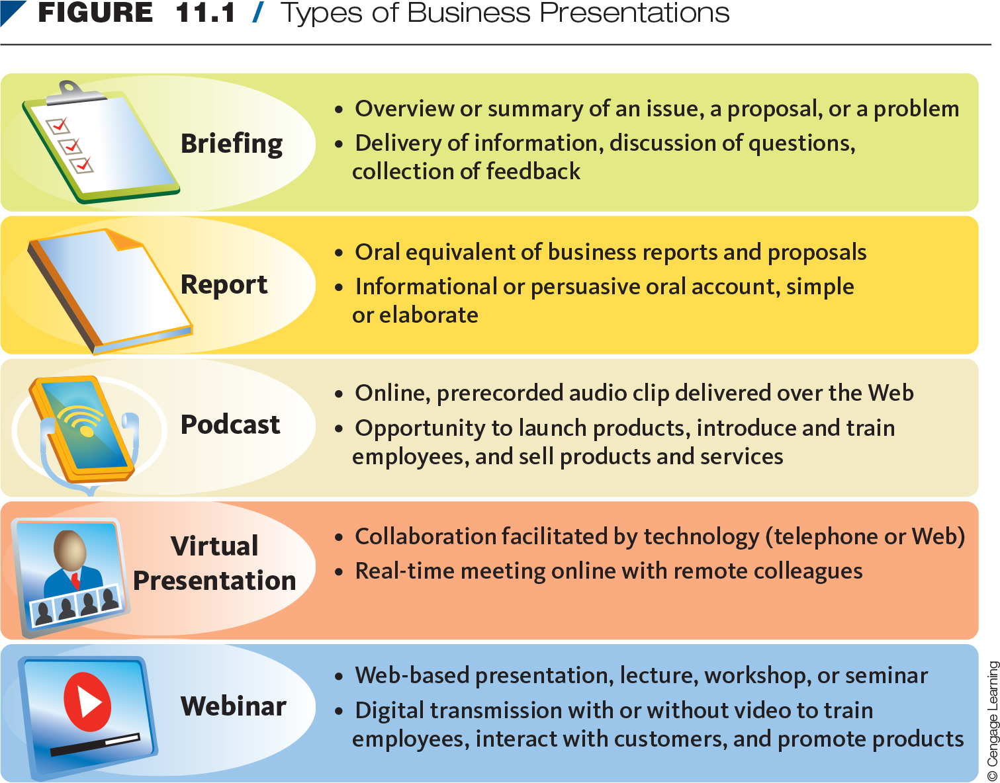 FIGURE 11.1 / Types of Business Presentations
Briefing
• Overview or summary of an issue, a proposal, or a problem
• Delivery of information, discussion of questions,
collection of feedback
Report
• Oral equivalent of business reports and proposals
• Informational or persuasive oral account, simple
or elaborate
Podcast
• Online, prerecorded audio clip delivered over the Web
• Opportunity to launch products, introduce and train
employees, and sell products and services
Virtual
Presentation
• Collaboration facilitated by technology (telephone or Web)
• Real-time meeting online with remote colleagues
Webinar
• Web-based presentation, lecture, workshop, or seminar
• Digital transmission with or without video to train
employees, interact with customers, and promote products
© Cengage Learning